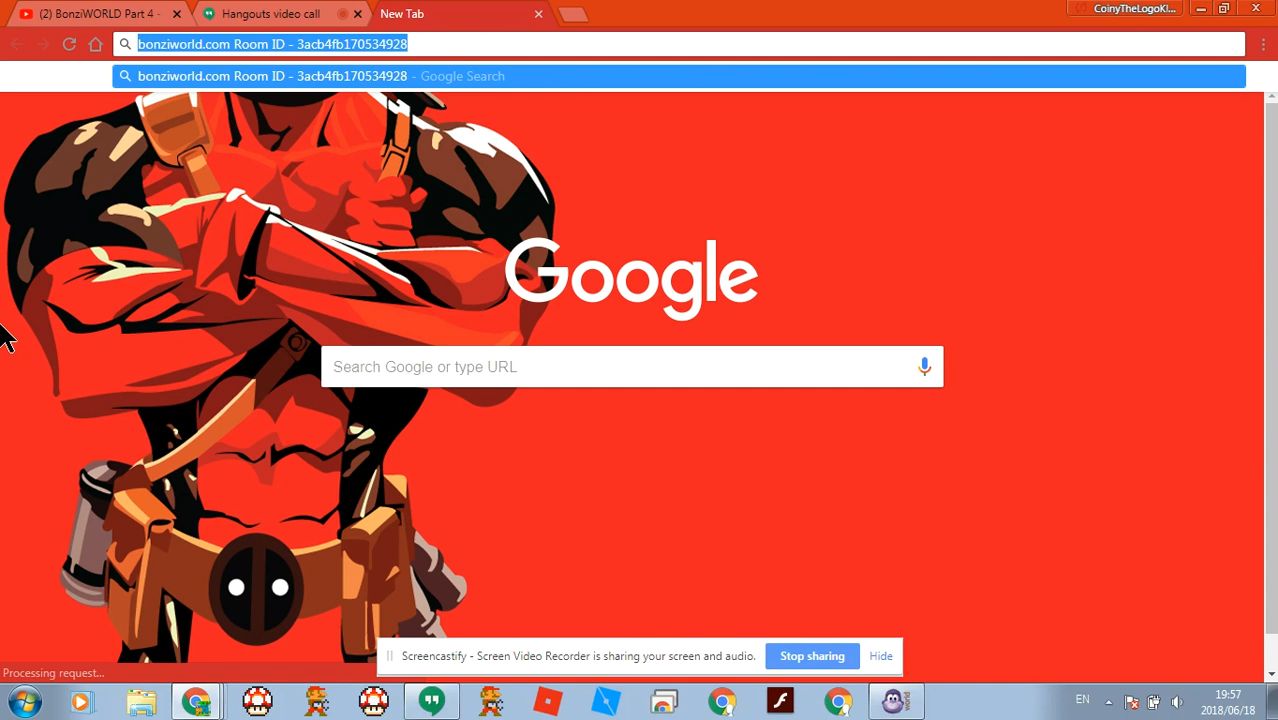 (2) BonziWORLD Part 4 -
Hangouts video call
New Tab
CoinyTheLogoKl...
bonziworld.com Room ID - 3acb4fb170534928
bonziworld.com Room ID - 3acb4fb170534928 - Google Search
Google
Search Google or type URL
Screencastify - Screen Video Recorder is sharing your screen and audio.
Stop sharing
Hide
Processing request...
EN
19:57
2018/06/18